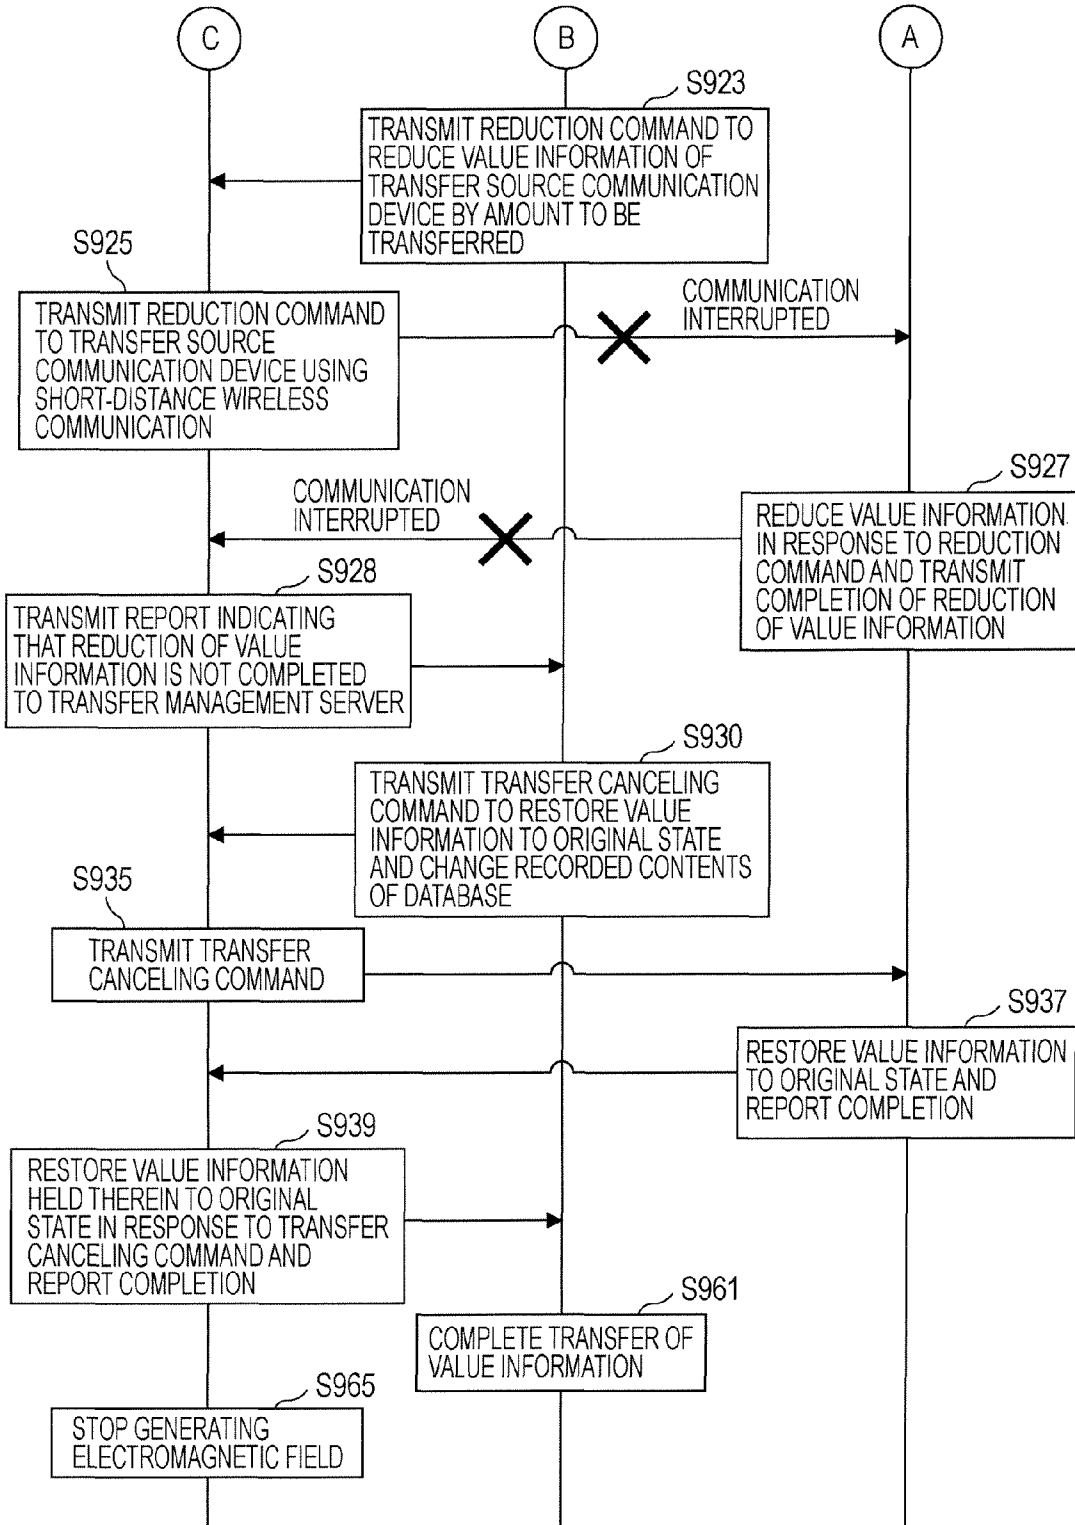 C
B
A
S923
TRANSMIT REDUCTION COMMAND TO
REDUCE VALUE INFORMATION OF
TRANSFER SOURCE COMMUNICATION
DEVICE BY AMOUNT TO BE
TRANSFERRED
S925
TRANSMIT REDUCTION COMMAND
TO TRANSFER SOURCE
COMMUNICATION DEVICE USING
SHORT-DISTANCE WIRELESS
COMMUNICATION
COMMUNICATION
INTERRUPTED
S927
REDUCE VALUE INFORMATION
IN RESPONSE TO REDUCTION
COMMAND AND TRANSMIT
COMPLETION OF REDUCTION
OF VALUE INFORMATION
COMMUNICATION
INTERRUPTED
S928
TRANSMIT REPORT INDICATING
THAT REDUCTION OF VALUE
INFORMATION IS NOT COMPLETED
TO TRANSFER MANAGEMENT SERVER
S930
TRANSMIT TRANSFER CANCELING
COMMAND TO RESTORE VALUE
INFORMATION TO ORIGINAL STATE
AND CHANGE RECORDED CONTENTS
OF DATABASE
S935
TRANSMIT TRANSFER
CANCELING COMMAND
S937
RESTORE VALUE INFORMATION
TO ORIGINAL STATE AND
REPORT COMPLETION
S939
RESTORE VALUE INFORMATION
HELD THEREIN TO ORIGINAL
STATE IN RESPONSE TO TRANSFER
CANCELING COMMAND AND
REPORT COMPLETION
S961
COMPLETE TRANSFER OF
VALUE INFORMATION
S965
STOP GENERATING
ELECTROMAGNETIC FIELD